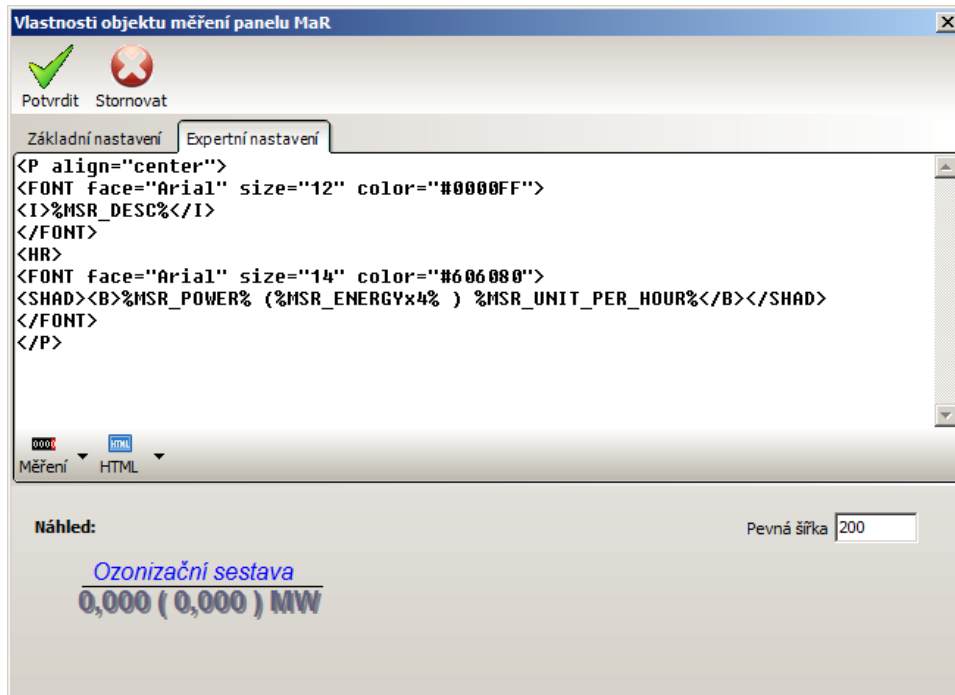 Vlastnosti objektu měření panelu MaR
Potvrdit Stornovat
Základní nastavení Expertní nastavení
<P align="center">
<FONT face="Arial" size="12" color="#0000FF">
<I>%MSR_DESC%</I>
</FONT>
<HR>
<FONT face="Arial" size="14" color="#606080">
<SHAD><B>%MSR_POWER% (%MSR_ENERGYx4% ) %MSR_UNIT_PER_HOUR%</B></SHAD>
</FONT>
</P>
000 HTML
Měření HTML
Náhled: Pevná šířka 200
Ozonizační sestava
0,000 ( 0,000 ) MW